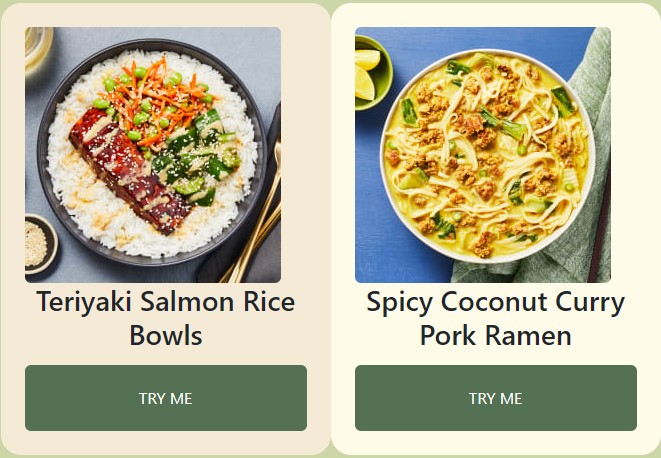 Teriyaki Salmon Rice
Bowls
TRY ME
Spicy Coconut Curry
Pork Ramen
TRY ME